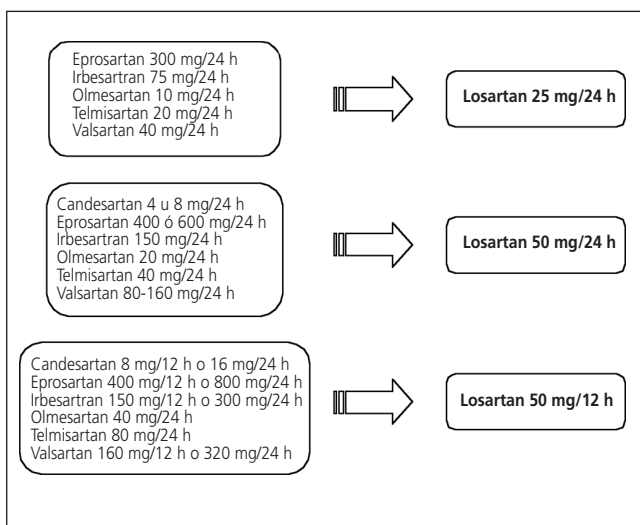 Eprosartan 300 mg/24 h
Irbesartran 75 mg/24 h
Olmesartan 10 mg/24 h
Telmisartan 20 mg/24 h
Valsartan 40 mg/24 h
Losartan 25 mg/24 h
Candesartan 4 u 8 mg/24 h
Eprosartan 400 ó 600 mg/24 h
Irbesartran 150 mg/24 h
Olmesartan 20 mg/24 h
Telmisartan 40 mg/24 h
Valsartan 80-160 mg/24 h
Losartan 50 mg/24 h
Candesartan 8 mg/12 h o 16 mg/24 h
Eprosartan 400 mg/12 h o 800 mg/24 h
Irbesartran 150 mg/12 h o 300 mg/24 h
Olmesartan 40 mg/24 h
Telmisartan 80 mg/24 h
Valsartan 160 mg/12 h o 320 mg/24 h
Losartan 50 mg/12 h